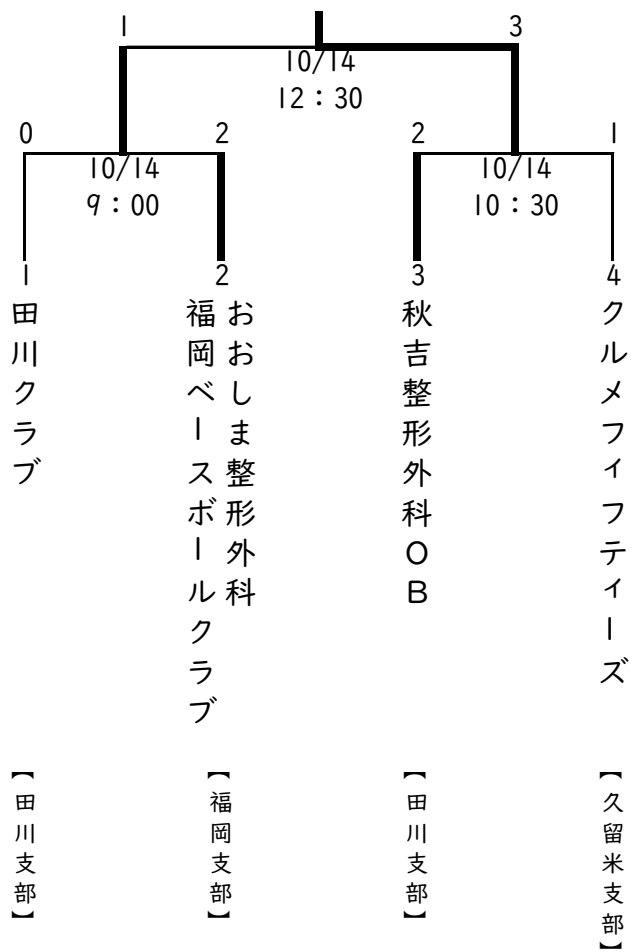 1
3
10/14
12：30
0
2
2
1
10/14
9：00
10/14
10：30
1
2
3
4
田川クラブ
おおしま整形外科
福岡ベースボールクラブ
秋吉整形外科OB
クルメフィフティーズ
【田川支部】
【福岡支部】
【田川支部】
【久留米支部】